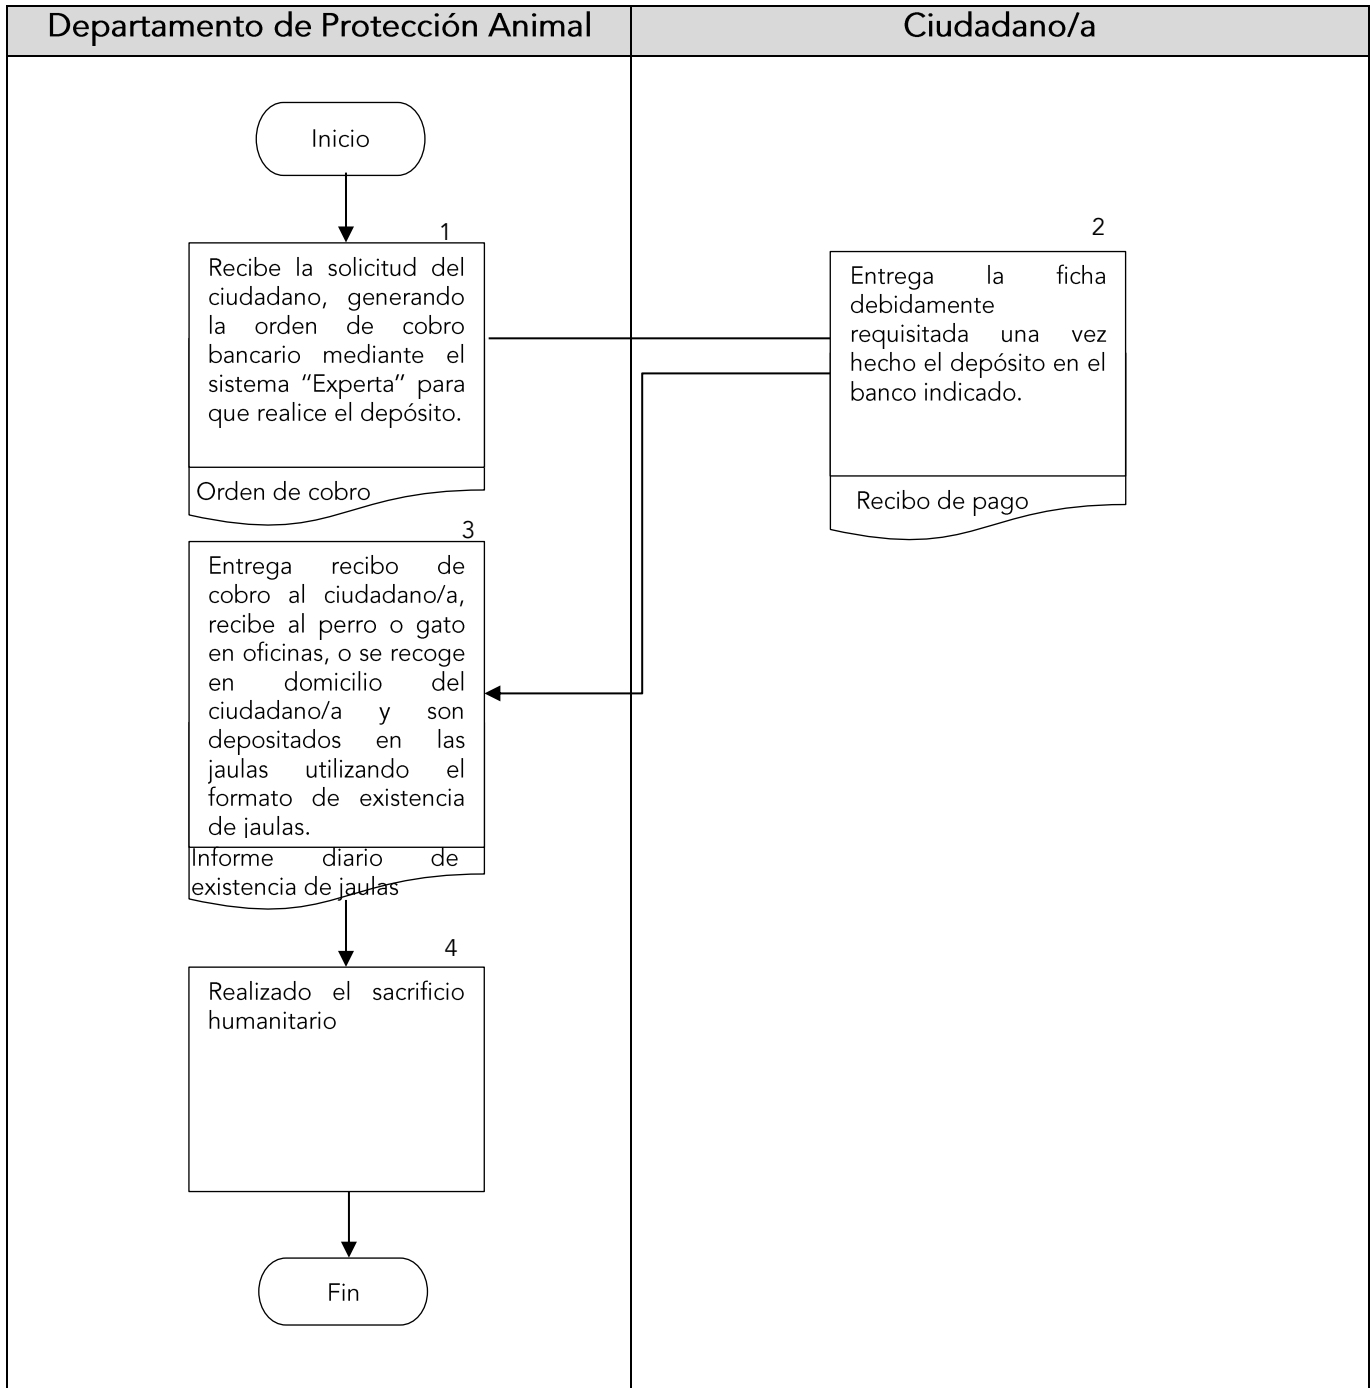 Departamento de Protección Animal
Ciudadano/a
Inicio
1
Recibe la solicitud del
ciudadano, generando
la orden de cobro
bancario mediante el
sistema “Experta” para
que realice el depósito.
Orden de cobro
2
Entrega la ficha
debidamente
requisitada una vez
hecho el depósito en el
banco indicado.
Recibo de pago
3
Entrega recibo de
cobro al ciudadano/a,
recibe al perro o gato
en oficinas, o se recoge
en domicilio del
ciudadano/a y son
depositados en las
jaulas utilizando el
formato de existencia
de jaulas.
Informe diario de
existencia de jaulas
4
Realizado el sacrificio
humanitario
Fin